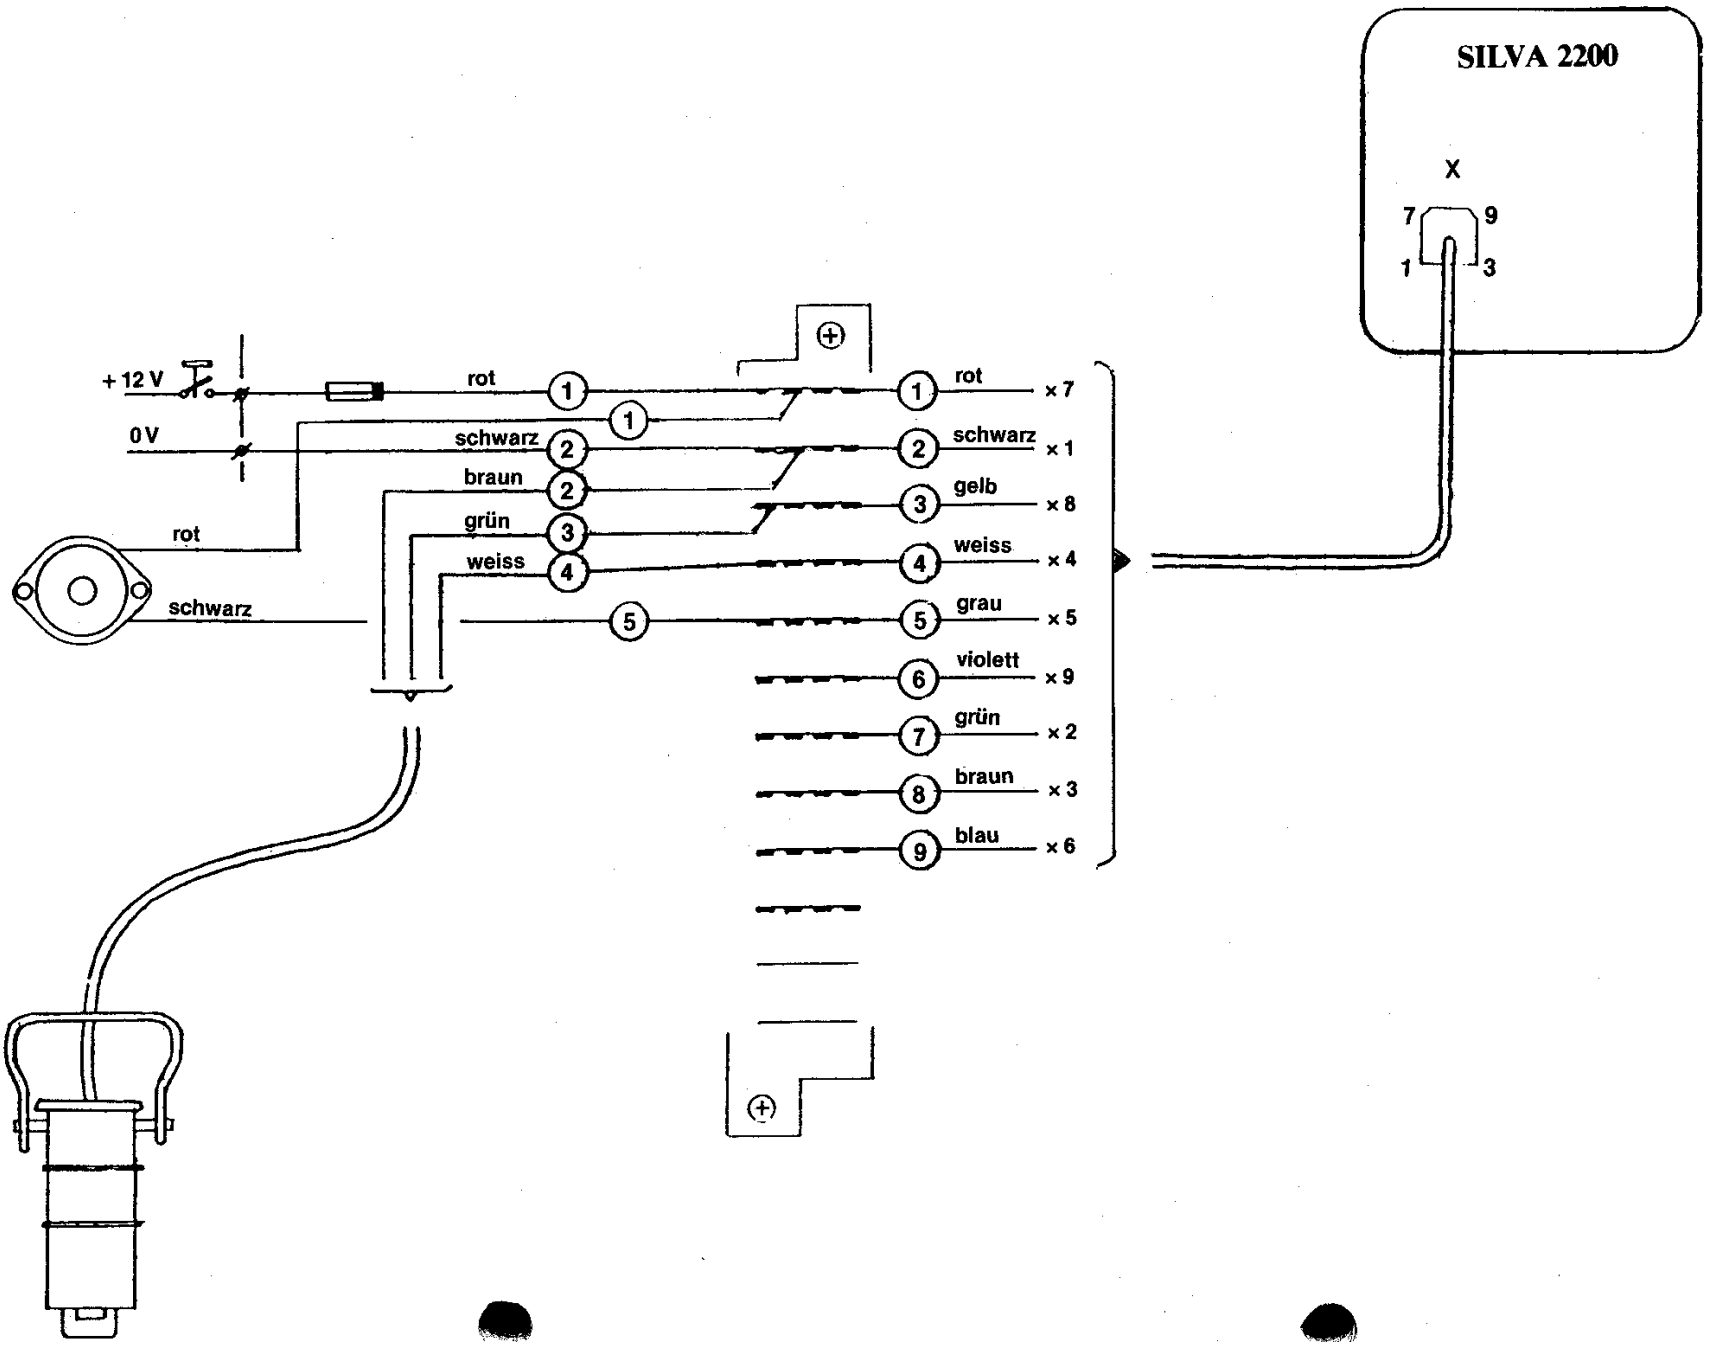 SILVA 2200
X
7 9
1 3
+ 12 V rot 1 1 rot × 7
1
0 V schwarz 2 2 schwarz × 1
braun 2
3 gelb × 8
grün 3
rot
weiss 4 4 weiss × 4
schwarz 5 5 grau × 5
6 violett × 9
7 grün × 2
8 braun × 3
9 blau × 6